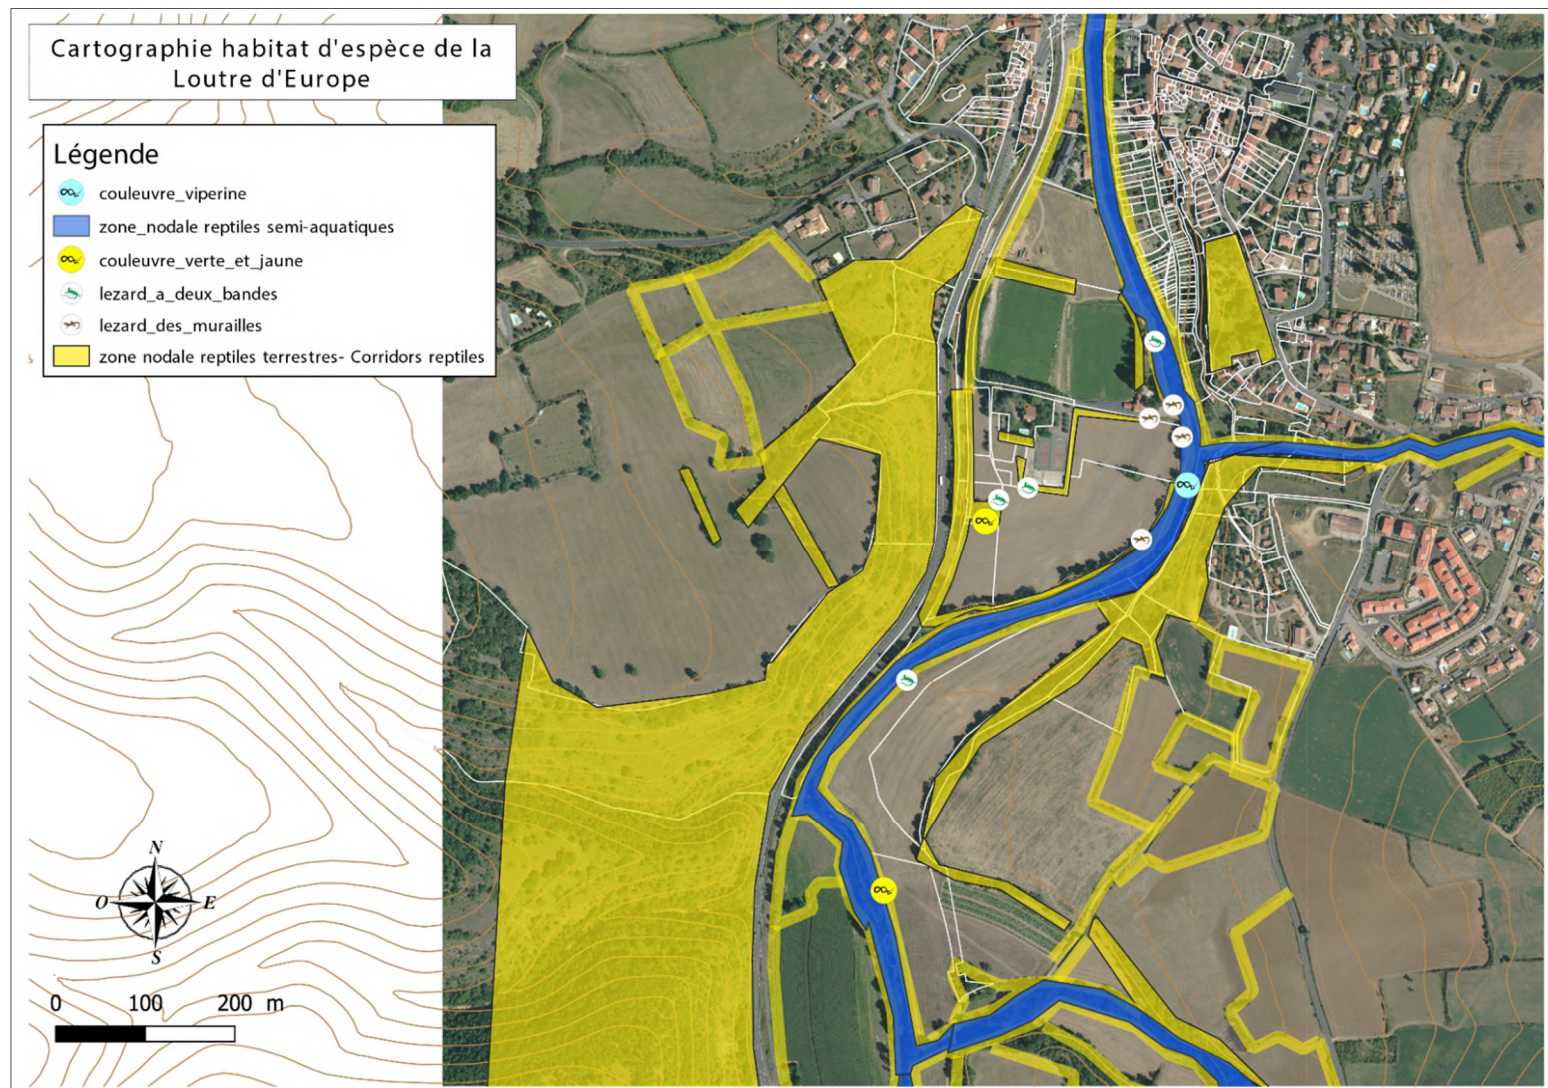 Cartographie habitat d'espèce de la
Loutre d'Europe
Légende
couleuvre_viperine
zone_nodale reptiles semi-aquatiques
couleuvre_verte_et_jaune
lezard_a_deux_bandes
lezard_des_murailles
zone nodale reptiles terrestres- Corridors reptiles
N
O E
S
0 100 200 m